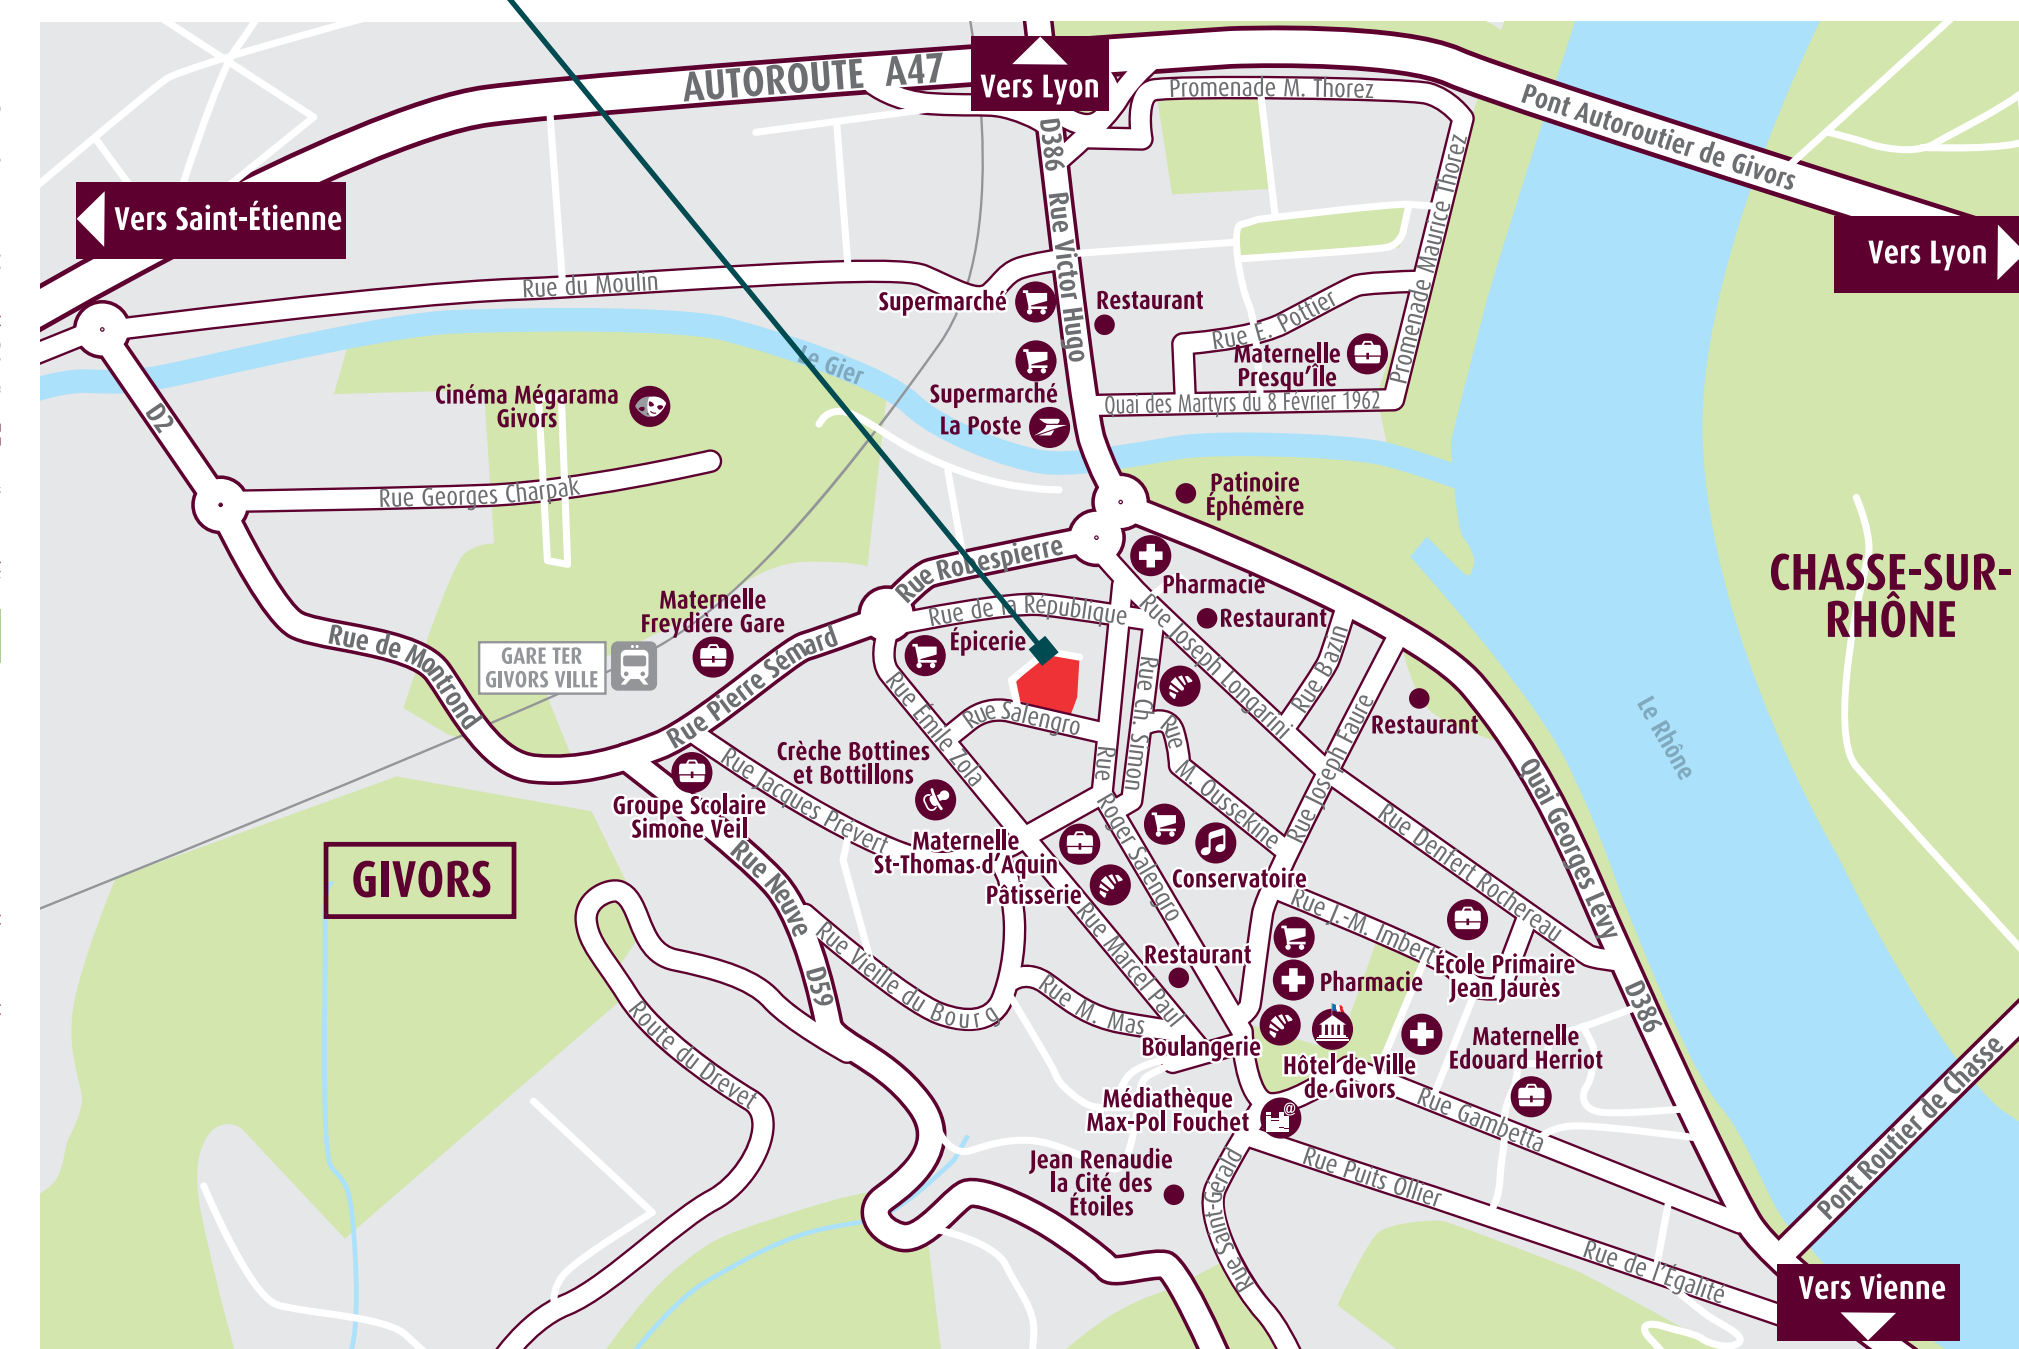 AUTOROUTE A47
Vers Lyon
Promenade M. Thorez
Pont Autoroutier de Givors
D386
Rue Victor Hugo
Promenade Maurice Thorez
Vers Saint-Étienne
Vers Lyon
Rue du Moulin
Supermarché
Restaurant
Rue E. Pottier
Maternelle
Presqu'Île
Le Gier
Supermarché
La Poste
Quai des Martyrs du 8 Février 1962
Cinéma Mégarama
Givors
D2
Rue Georges Charpak
Patinoire
Éphémère
Rue Robespierre
Pharmacie
CHASSE-SUR-
RHÔNE
Maternelle
Freydière Gare
Rue de la République
Restaurant
Rue Joseph Longarini
Rue de Montrond
GARE TER
GIVORS VILLE
Rue Pierre Sémard
Épicerie
Rue Émile Zola
Rue Salengro
Rue Ch. Simon
Rue Bazin
Rue Joseph Faure
Restaurant
Le Rhône
Crèche Bottines
et Bottillons
Rue Jacques Prévert
Rue M. Oussekine
Quai Georges Lévy
Groupe Scolaire
Simone Veil
Rue Roger Salengro
Rue Denfert Rochereau
Maternelle
St-Thomas-d'Aquin
Pâtisserie
Conservatoire
GIVORS
Rue Neuve
D59
Rue Vieille du Bourg
Rue Marcel Paul
Rue J.-M. Imbert
Restaurant
Pharmacie
École Primaire
Jean Jaurès
D386
Rue M. Mas
Boulangerie
Hôtel de Ville
de Givors
Maternelle
Edouard Herriot
Route du Drevet
Médiathèque
Max-Pol Fouchet
@
Rue Gambetta
Pont Routier de Chasse
Jean Renaudie
la Cité des
Étoiles
Rue Saint-Gérald
Rue Puits Ollier
Rue de l'Égalité
Vers Vienne